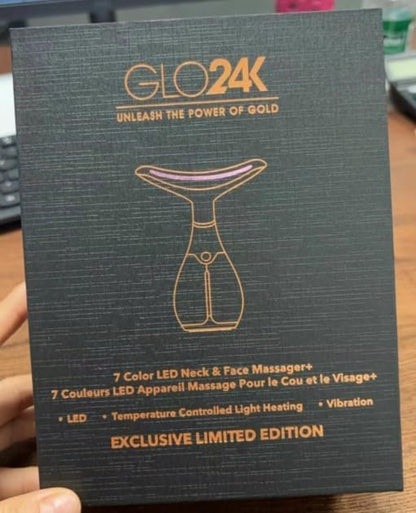 GLO24K
UNLEASH THE POWER OF GOLD
7 Color LED Neck & Face Massager+
7 Couleurs LED Appareil Massage Pour le Cou et le Visage+
• LED • Temperature Controlled Light Heating • Vibration
EXCLUSIVE LIMITED EDITION